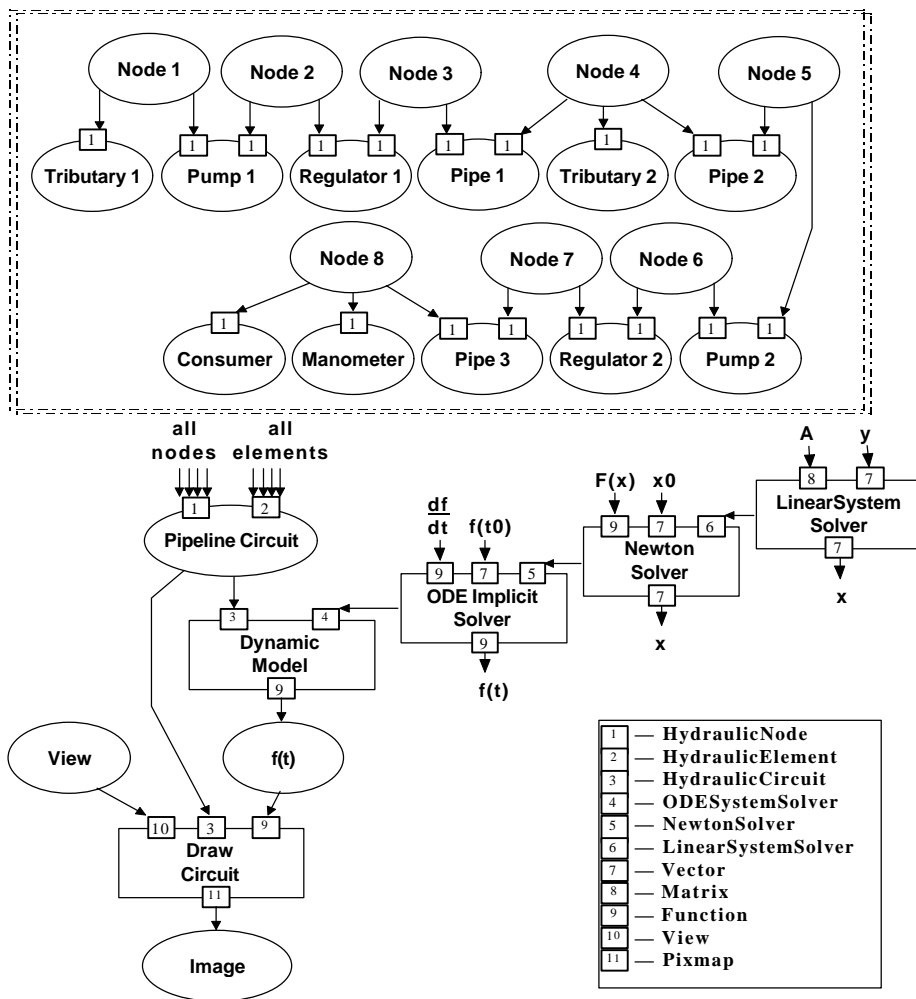 Node 1 Node 2 Node 3 Node 4 Node 5
1 1 1 1 1 1 1 1 1 1
Tributary 1 Pump 1 Regulator 1 Pipe 1 Tributary 2 Pipe 2
Node 8 Node 7 Node 6
1 1 1 1 1 1 1 1
Consumer Manometer Pipe 3 Regulator 2 Pump 2
all
nodes
all
elements
1 2
Pipeline Circuit
A y
8 7
LinearSystem
Solver
7
x
F(x) x0
9 7 6
Newton
Solver
7
x
df
dt
f(t0)
9 7 5
ODE Implicit
Solver
9
f(t)
3 4
Dynamic
Model
9
View f(t)
10 3 9
Draw
Circuit
11
Image
1 — HydraulicNode
2 — HydraulicElement
3 — HydraulicCircuit
4 — ODESystemSolver
5 — NewtonSolver
6 — LinearSystemSolver
7 — Vector
8 — Matrix
9 — Function
10 — View
11 — Pixmap